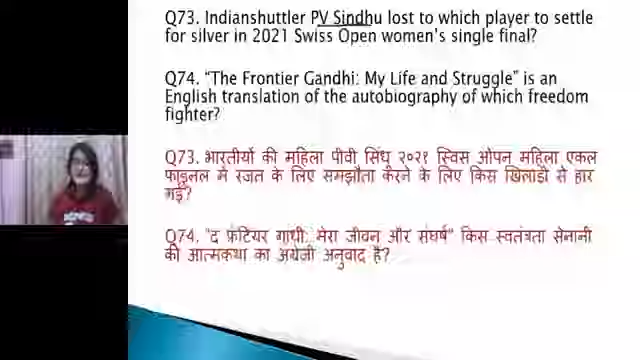 Q73. Indianshuttler PV Sindhu lost to which player to settle
for silver in 2021 Swiss Open women's single final?
Q74. "The Frontier Gandhi: My Life and Struggle" is an
English translation of the autobiography of which freedom
fighter?
Q73. भारतीयों की महिला पीवी सिंधु २०२१ स्विस ओपन महिला एकल
फाइनल में रजत के लिए समझौता करने के लिए किस खिलाडी से हार
गई?
Q74. "द फ्रंटियर गांधी: मेरा जीवन और संघर्ष" किस स्वतंत्रता सेनानी
की आत्मकथा का अंग्रेजी अनुवाद है?